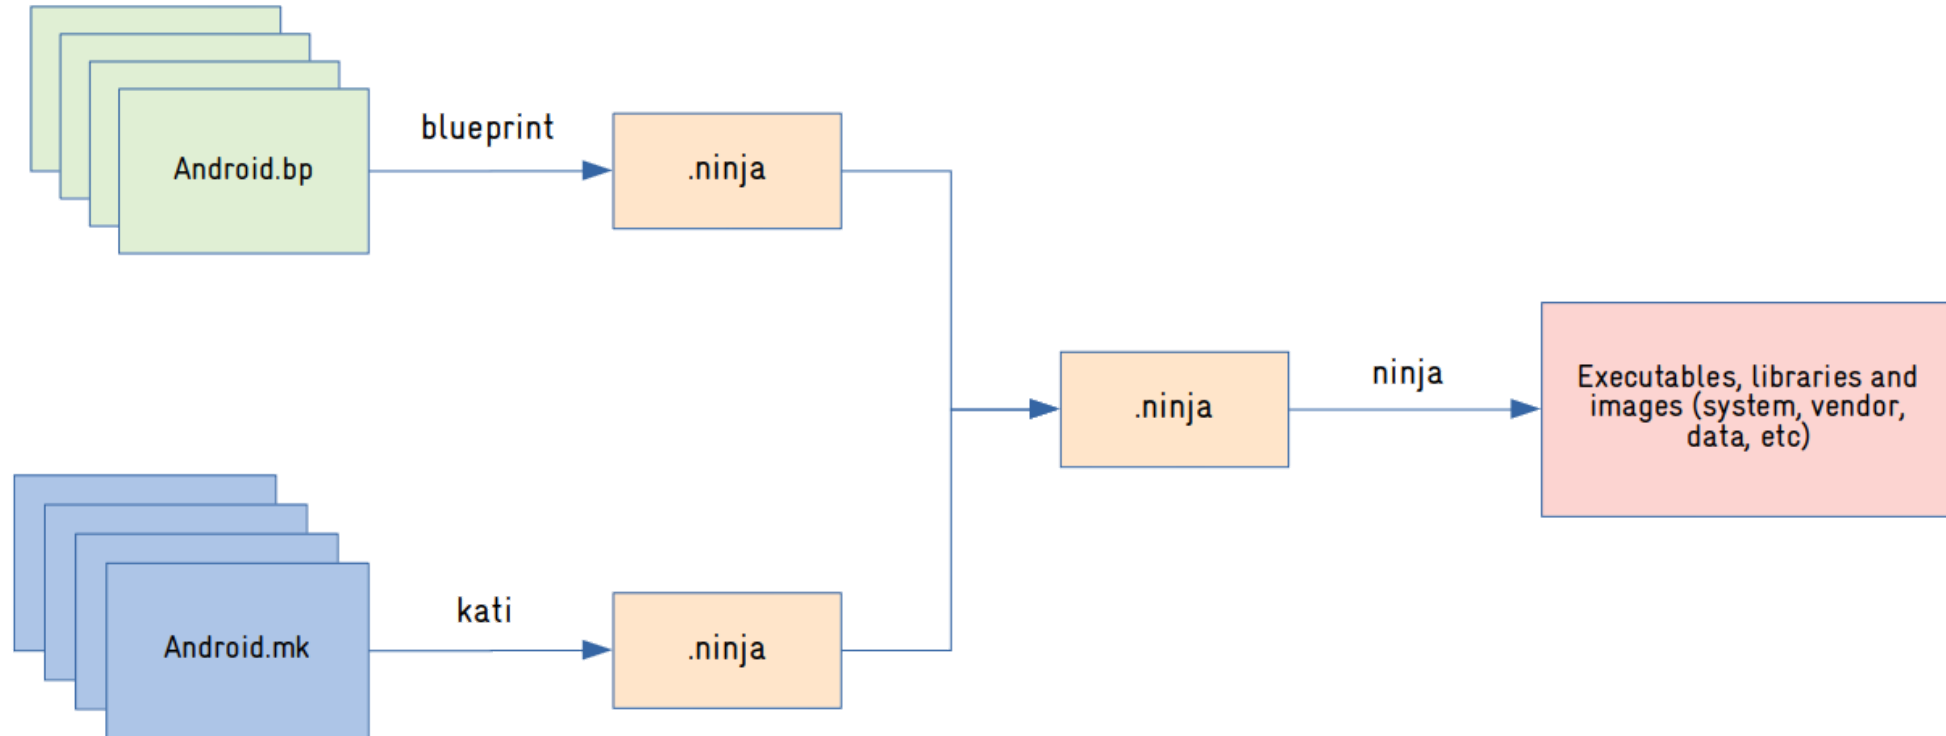 blueprint
Android.bp
.ninja
ninja
.ninja
Executables, libraries and
images (system, vendor,
data, etc)
kati
Android.mk
.ninja